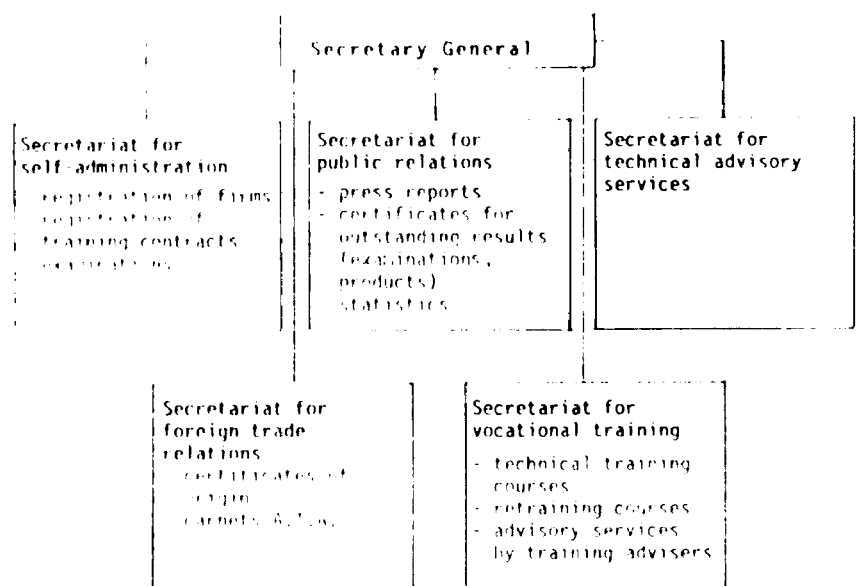 Secretary General
Secretariat for
self-administration
registration of firms
registration of
training contracts
examinations
Secretariat for
public relations
- press reports
- certificates for
outstanding results
(examinations,
products)
statistics
Secretariat for
technical advisory
services
Secretariat for
foreign trade
relations
certificates of
origin
carnets A.T.A.
Secretariat for
vocational training
- technical training
courses
- retraining courses
- advisory services
by training advisers